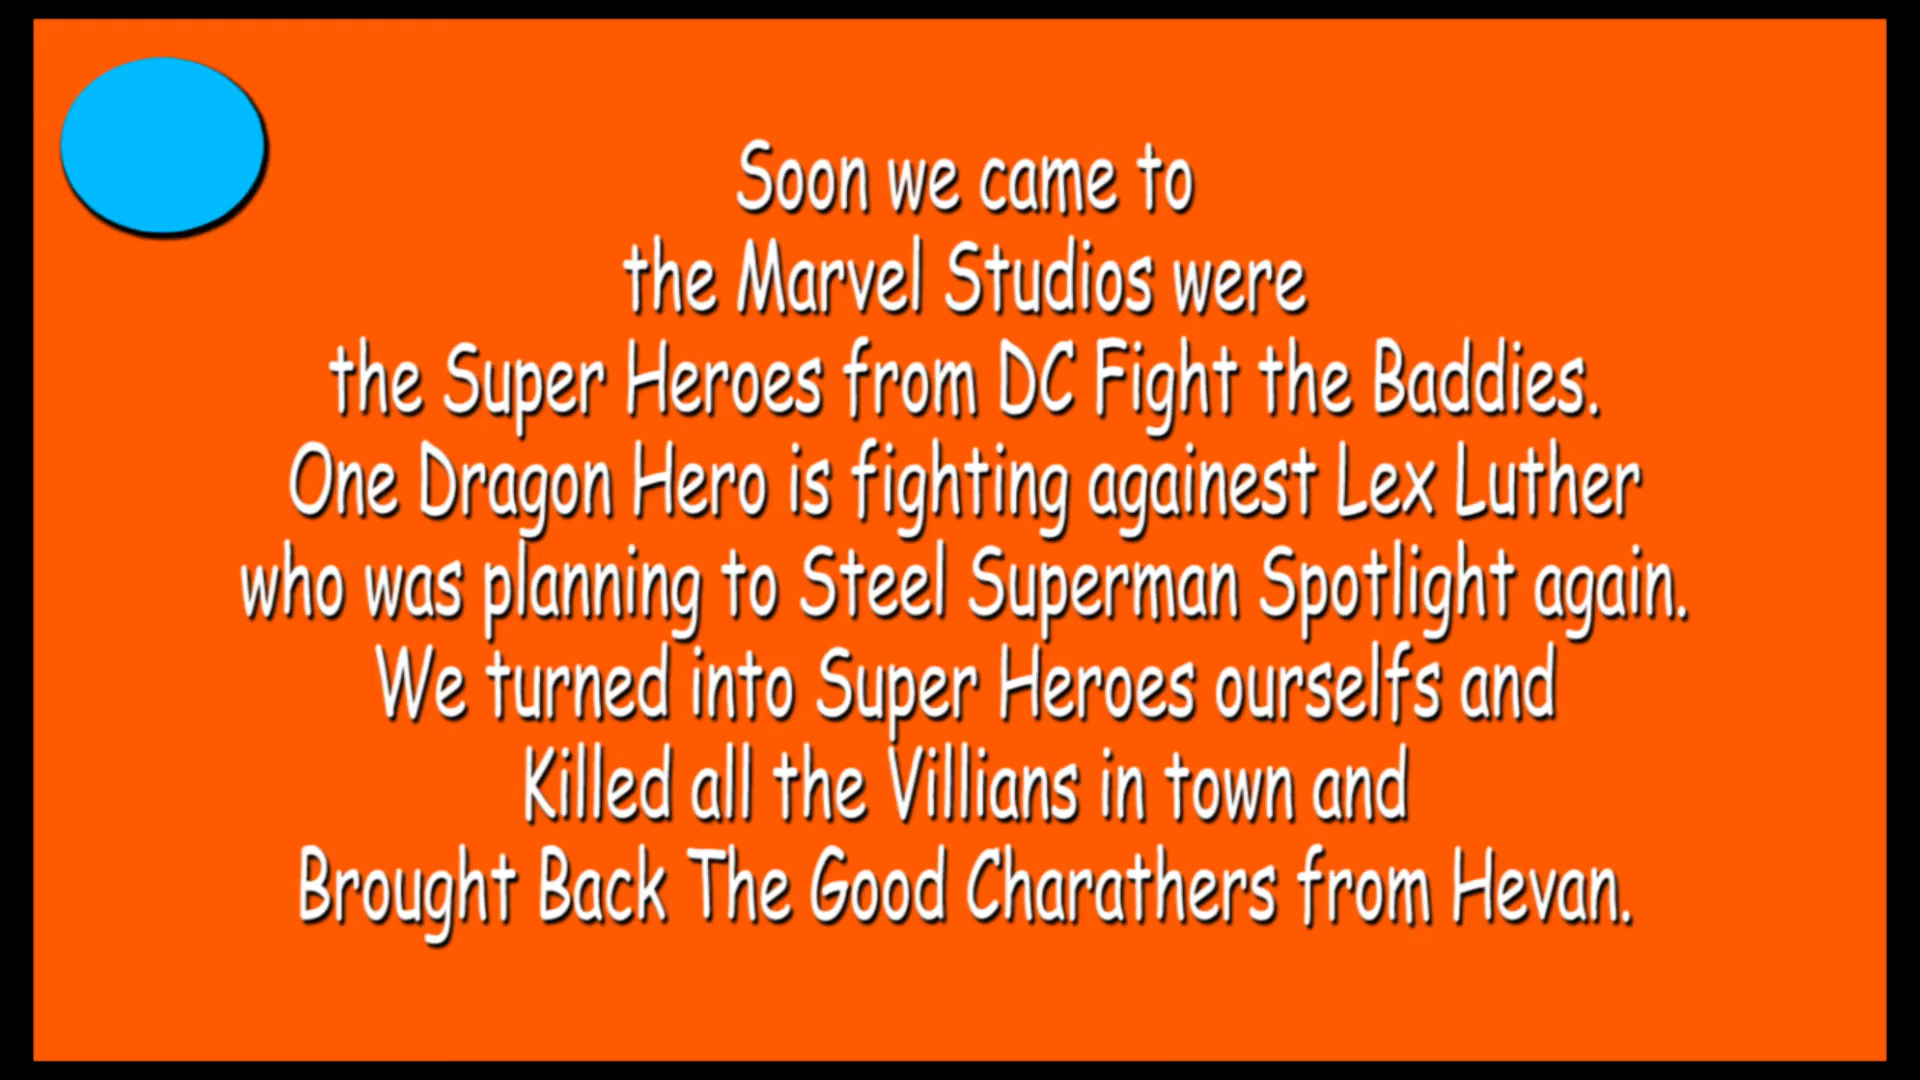 Soon we came to
the Marvel Studios were
the Super Heroes from DC Fight the Baddies.
One Dragon Hero is fighting againest Lex Luther
who was planning to Steel Superman Spotlight again.
We turned into Super Heroes ourselfs and
Killed all the Villians in town and
Brought Back The Good Charathers from Hevan.